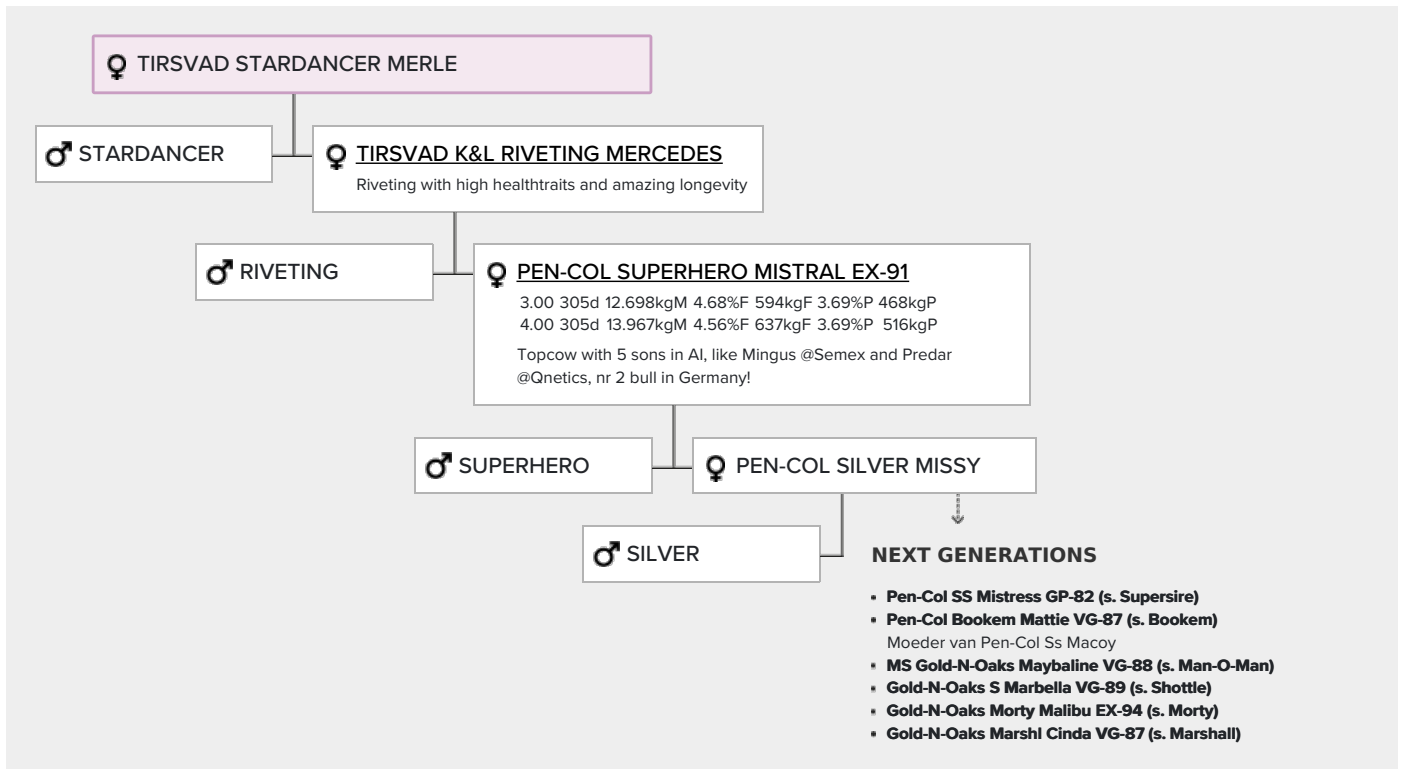 TIRSVAD STARDANCER MERLE
STARDANCER
TIRSVAD K&L RIVETING MERCEDES
Riveting with high healthtraits and amazing longevity
RIVETING
PEN-COL SUPERHERO MISTRAL EX-91
3.00 305d 12.698kgM 4.68%F 594kgF 3.69%P 468kgP
4.00 305d 13.967kgM 4.56%F 637kgF 3.69%P 516kgP
Topcow with 5 sons in AI, like Mingus @Semex and Predar
@Qnetics, nr 2 bull in Germany!
SUPERHERO
PEN-COL SILVER MISSY
SILVER
NEXT GENERATIONS
Pen-Col SS Mistress GP-82 (s. Supersire)
Pen-Col Bookem Mattie VG-87 (s. Bookem)
Moeder van Pen-Col Ss Macoy
MS Gold-N-Oaks Maybaline VG-88 (s. Man-O-Man)
Gold-N-Oaks S Marbella VG-89 (s. Shottle)
Gold-N-Oaks Morty Malibu EX-94 (s. Morty)
Gold-N-Oaks Marshl Cinda VG-87 (s. Marshall)